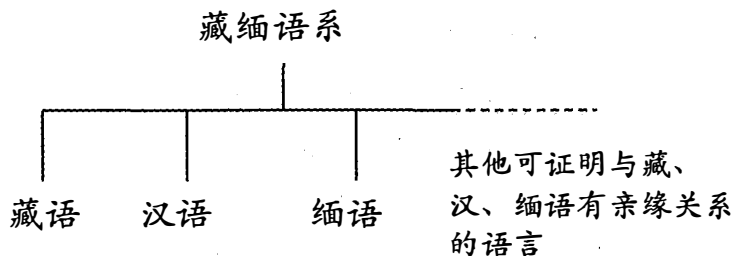 藏缅语系
藏语
汉语
缅语
其他可证明与藏、
汉、缅语有亲缘关系
的语言